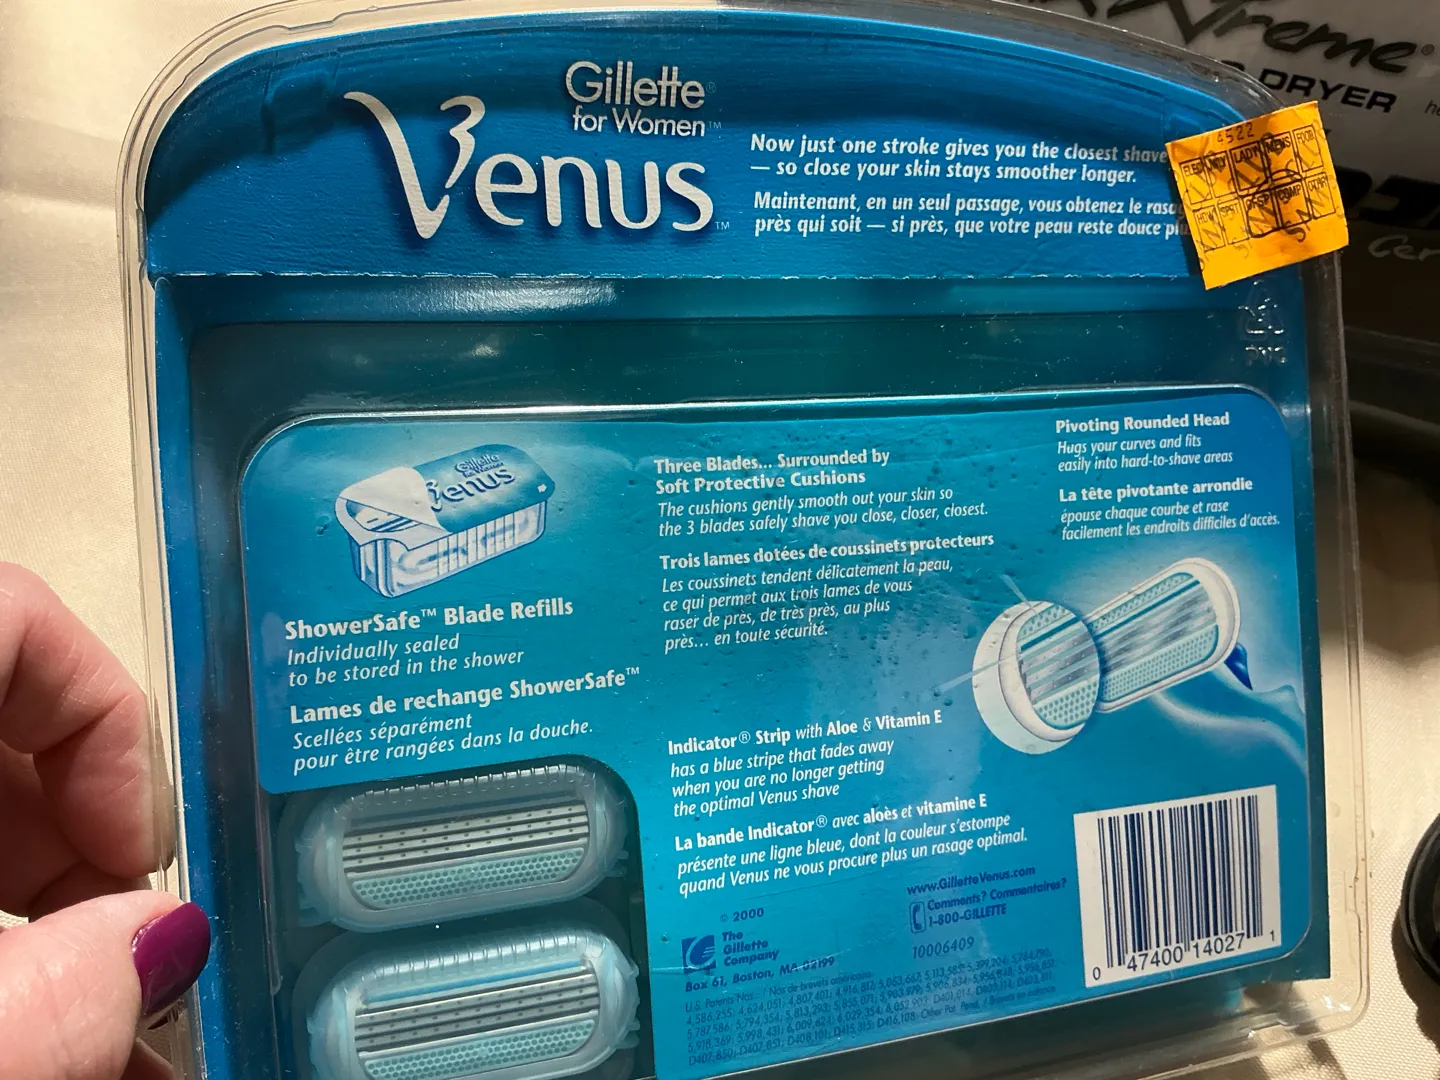 Gillette®
for Women™
Venus™
Now just one stroke gives you the closest shave
— so close your skin stays smoother longer.
Maintenant, en un seul passage, vous obtenez le
près qui soit — si près, que votre peau reste douce
Xtreme®
DRYER
4522
LADY
FOOD
Gillette
for Women
Venus
ShowerSafe™ Blade Refills
Individually sealed
to be stored in the shower
Lames de rechange ShowerSafe™
Scellées séparément
pour être rangées dans la douche.
Three Blades... Surrounded by
Soft Protective Cushions
The cushions gently smooth out your skin so
the 3 blades safely shave you close, closer, closest.
Trois lames dotées de coussinets protecteurs
Les coussinets tendent délicatement la peau,
ce qui permet aux trois lames de vous
raser de près, de très près, au plus
près... en toute sécurité.
Pivoting Rounded Head
Hugs your curves and fits
easily into hard-to-shave areas
La tête pivotante arrondie
épouse chaque courbe et rase
facilement les endroits difficiles d'accès.
Indicator® Strip with Aloe & Vitamin E
has a blue stripe that fades away
when you are no longer getting
the optimal Venus shave
La bande Indicator® avec aloès et vitamine E
présente une ligne bleue, dont la couleur s'estompe
quand Venus ne vous procure plus un rasage optimal.
© 2000
The
Gillette
Company
Box 61, Boston, MA 02199
www.GilletteVenus.com
Comments? Commentaires?
1-800-GILLETTE
10006409
0 47400 14027 1